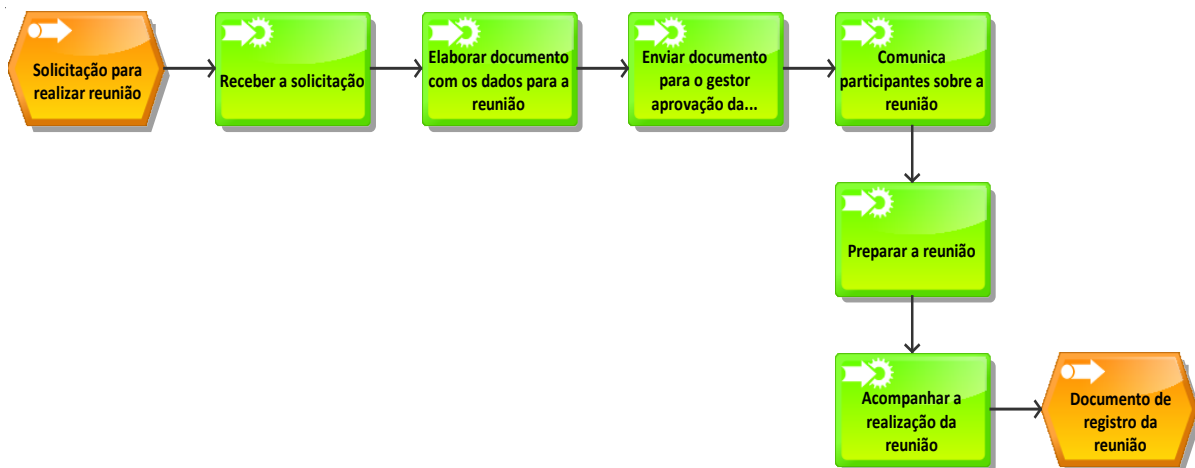 Solicitação para
realizar reunião
Receber a solicitação
Elaborar documento
com os dados para a
reunião
Enviar documento
para o gestor
aprovação da...
Comunica
participantes sobre a
reunião
Preparar a reunião
Acompanhar a
realização da
reunião
Documento de
registro da
reunião